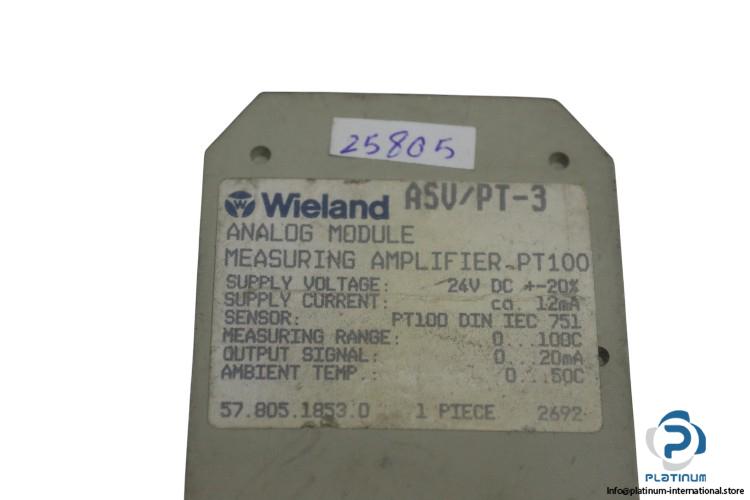 25805
Wieland ASV/PT-3
ANALOG MODULE
MEASURING AMPLIFIER-PT100
SUPPLY VOLTAGE: 24V DC +-20%
SUPPLY CURRENT: ca. 12mA
SENSOR: PT100 DIN IEC 751
MEASURING RANGE: 0...100C
OUTPUT SIGNAL: 0...20mA
AMBIENT TEMP.: 0...50C
57.805.1853.0 1 PIECE 2692
PLATINUM
Info@platinum-international.store